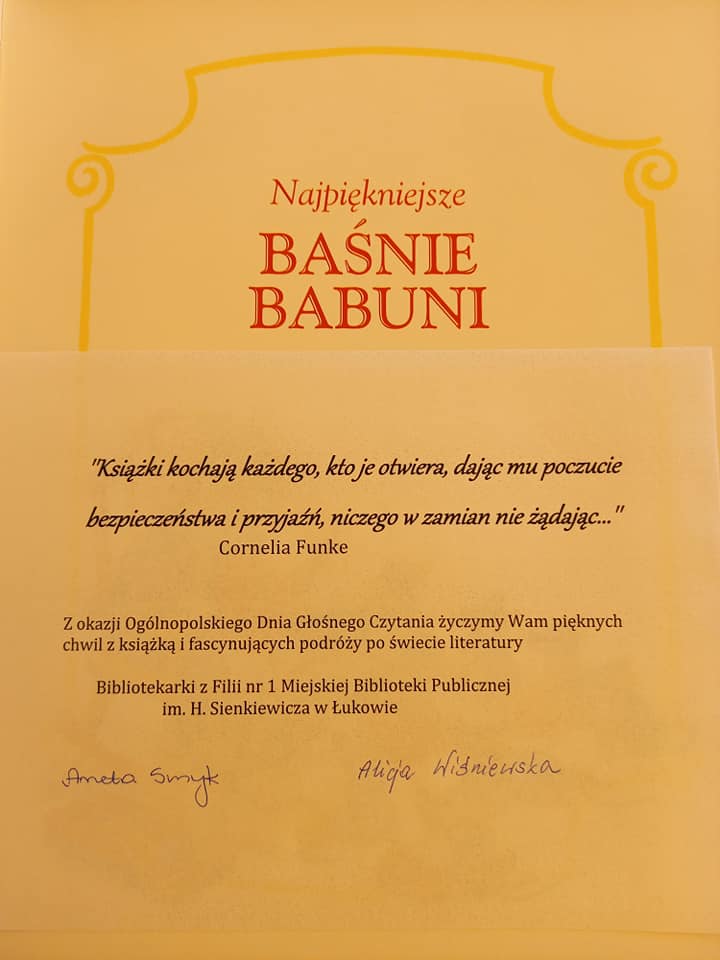 Najpiękniejsze
BAŚNIE
BABUNI
"Książki kochają każdego, kto je otwiera, dając mu poczucie
bezpieczeństwa i przyjaźń, niczego w zamian nie żądając..."
Cornelia Funke
Z okazji Ogólnopolskiego Dnia Głośnego Czytania życzymy Wam pięknych
chwil z książką i fascynujących podróży po świecie literatury
Bibliotekarki z Filii nr 1 Miejskiej Biblioteki Publicznej
im. H. Sienkiewicza w Łukowie
Aneta Smyk Alicja Wiśniewska